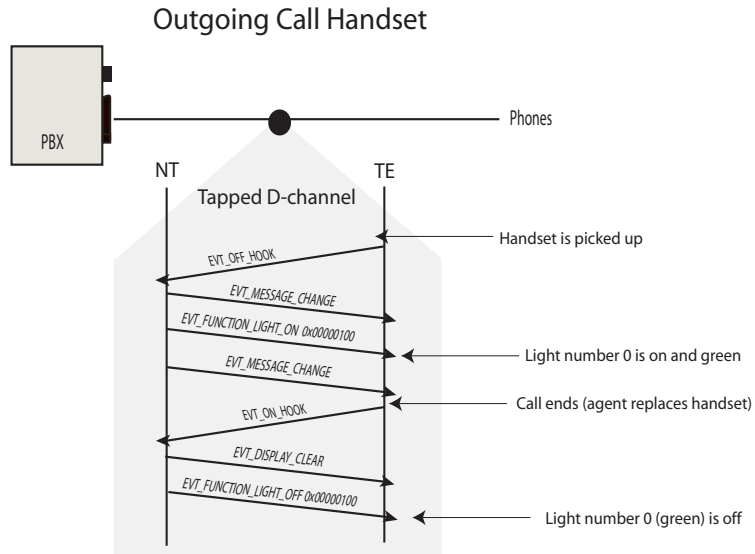 Outgoing Call Handset
PBX
Phones
NT
TE
Tapped D-channel
Handset is picked up
EVT_OFF_HOOK
EVT_MESSAGE_CHANGE
EVT_FUNCTION_LIGHT_ON 0x00000100
Light number 0 is on and green
EVT_MESSAGE_CHANGE
Call ends (agent replaces handset)
EVT_ON_HOOK
EVT_DISPLAY_CLEAR
EVT_FUNCTION_LIGHT_OFF 0x00000100
Light number 0 (green) is off